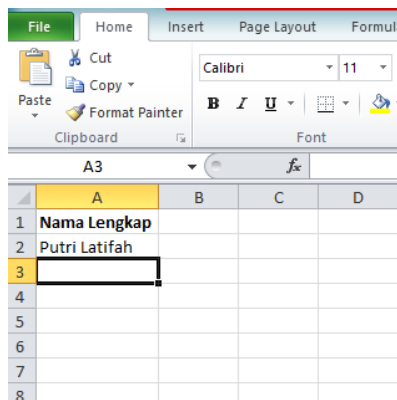 File Home Insert Page Layout Formul
Cut
Copy
Paste
Format Painter
Clipboard
Calibri 11
B I U
Font
A3 fx
A B C D
1 Nama Lengkap
2 Putri Latifah
3
4
5
6
7
8